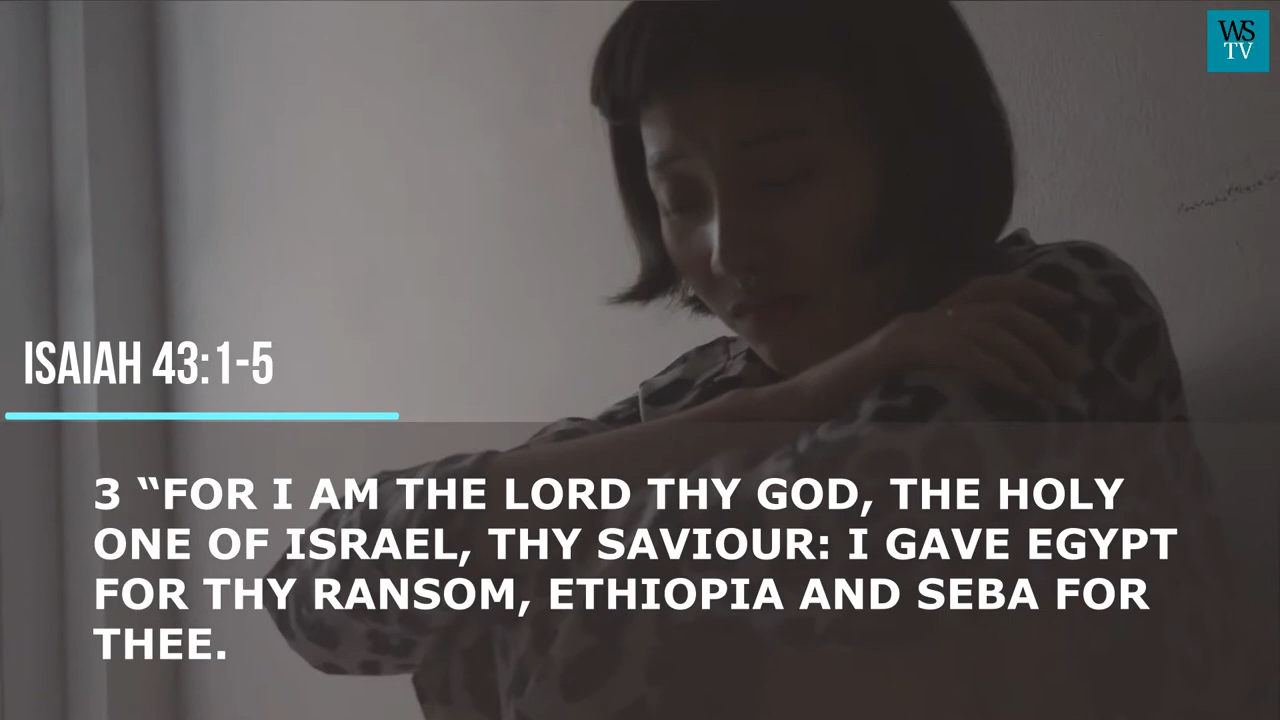 WS
TV
ISAIAH 43:1-5
3 “FOR I AM THE LORD THY GOD, THE HOLY
ONE OF ISRAEL, THY SAVIOUR: I GAVE EGYPT
FOR THY RANSOM, ETHIOPIA AND SEBA FOR
THEE.